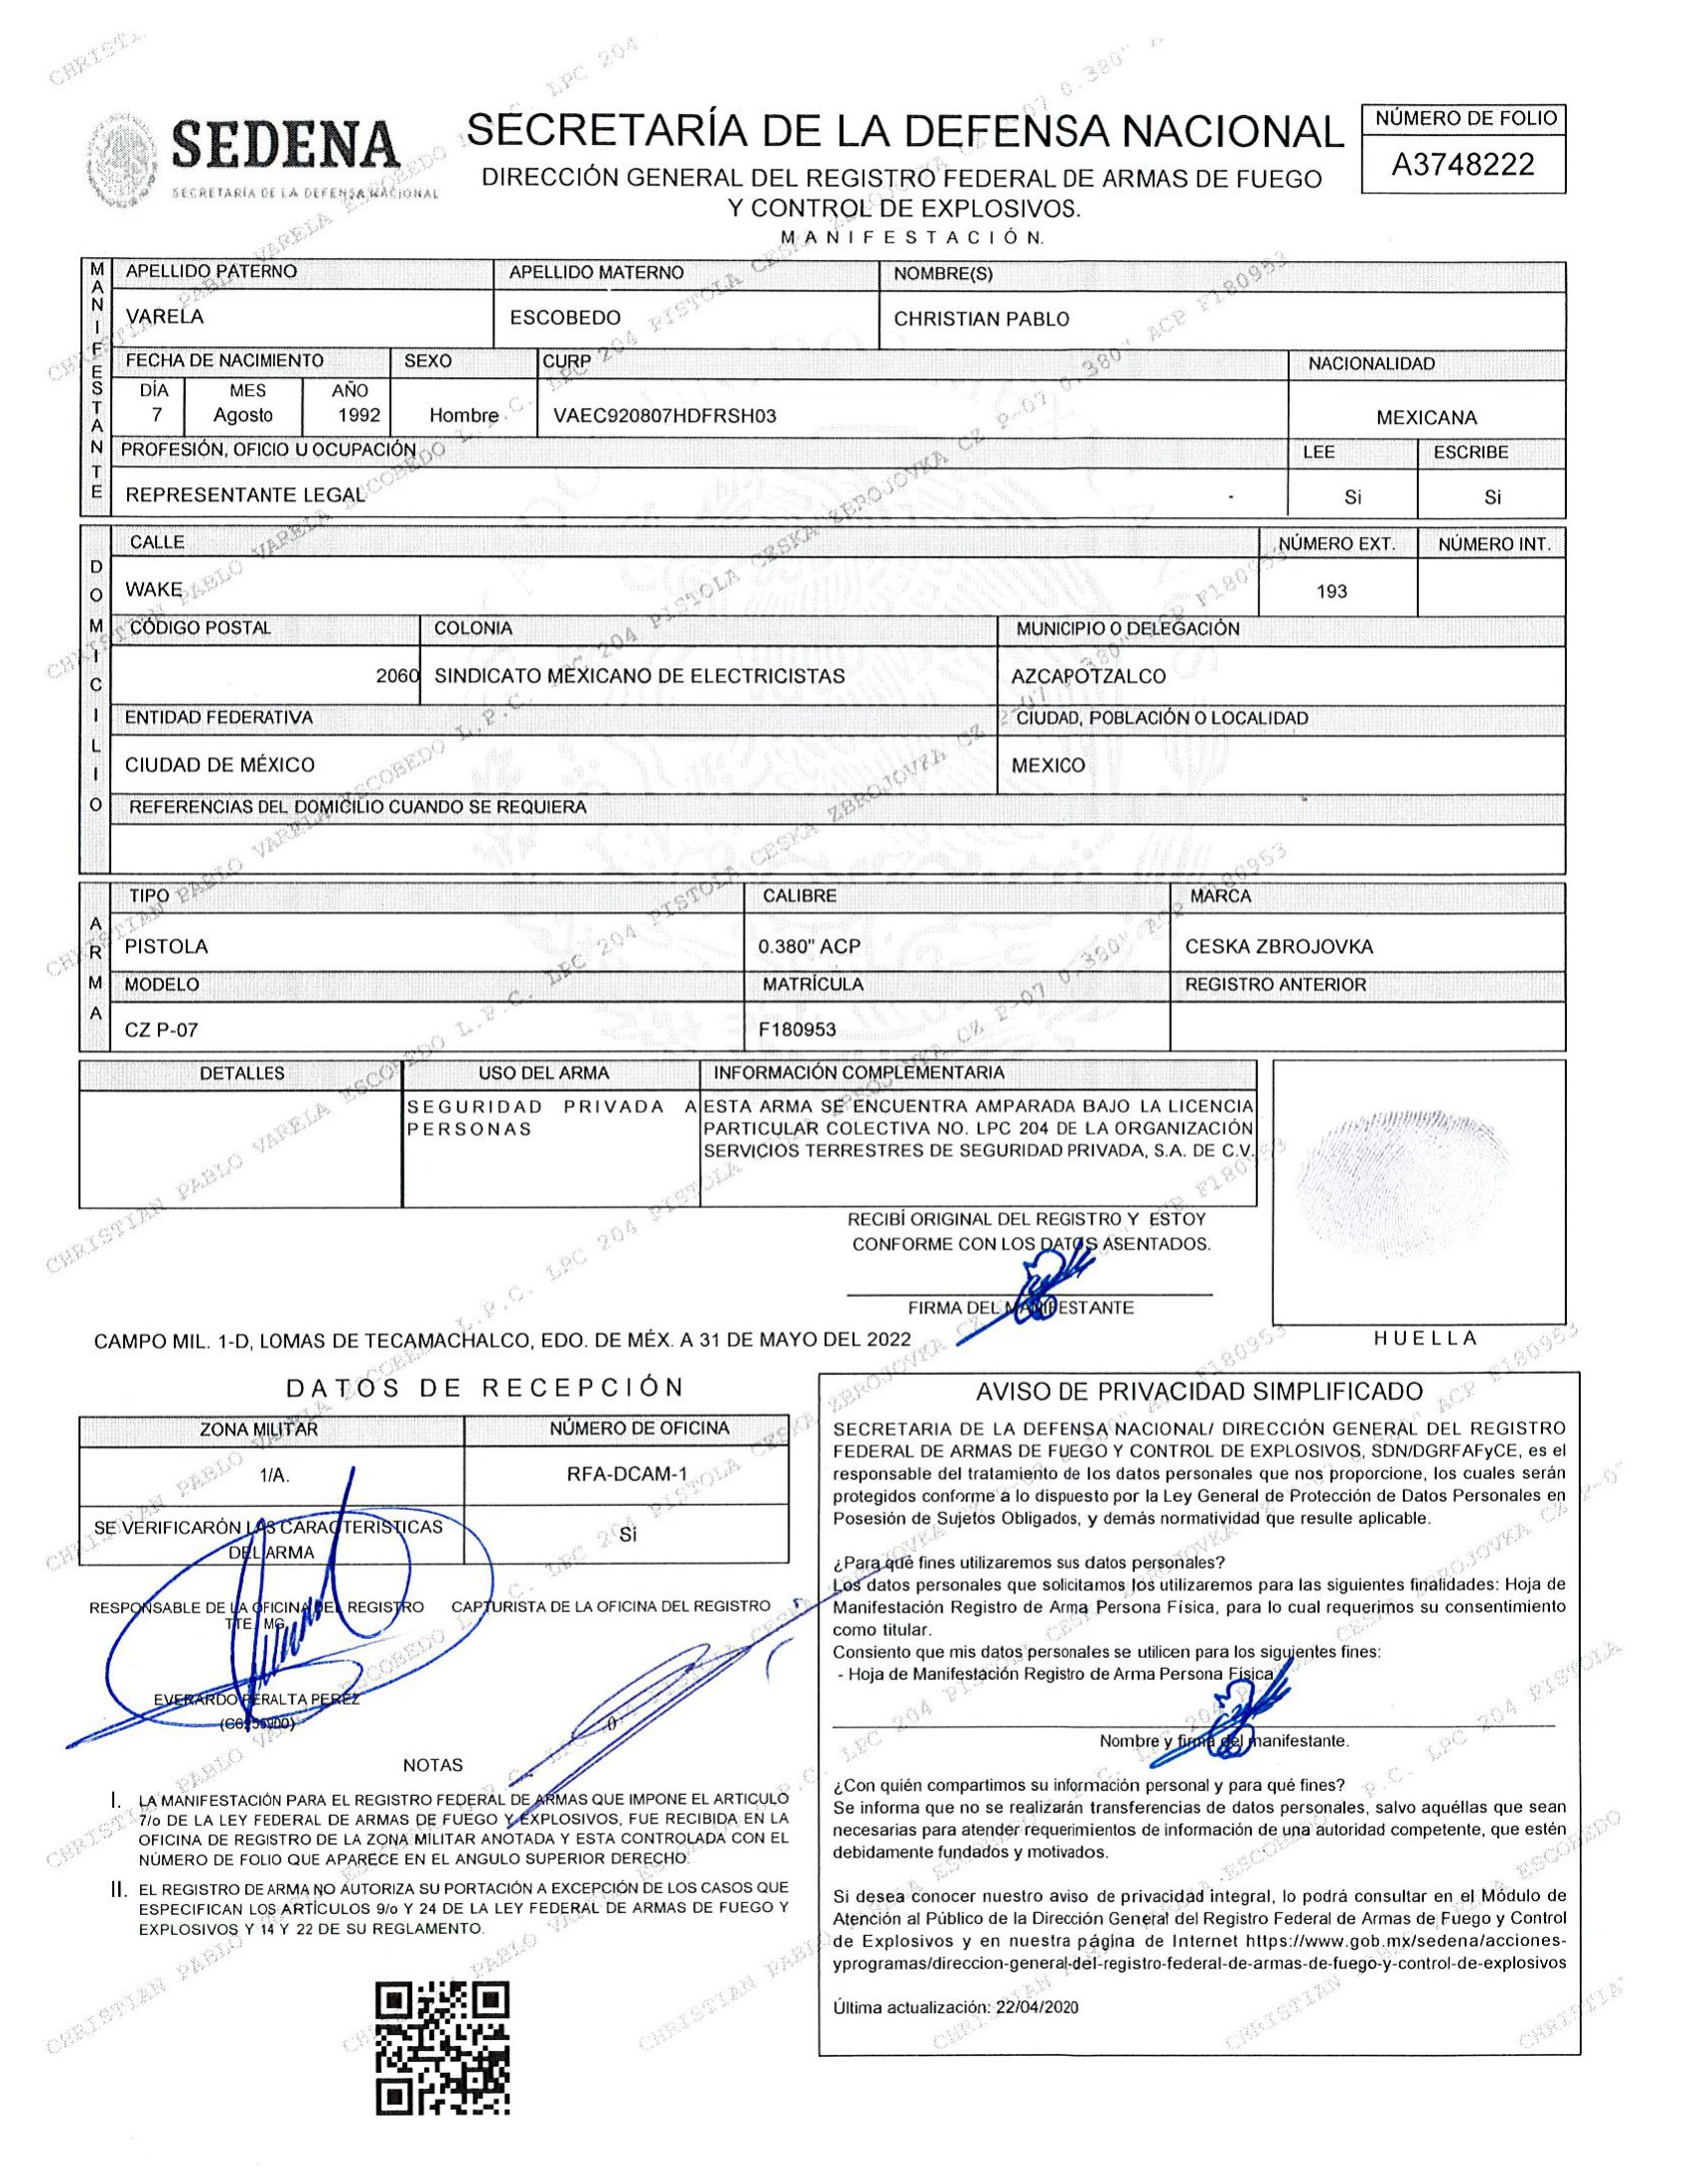 SEDENA
SECRETARÍA DE LA DEFENSA NACIONAL
SECRETARÍA DE LA DEFENSA NACIONAL
DIRECCIÓN GENERAL DEL REGISTRO FEDERAL DE ARMAS DE FUEGO
Y CONTROL DE EXPLOSIVOS.
MANIFESTACIÓN.
NÚMERO DE FOLIO
A3748222
MANIFESTANTE
APELLIDO PATERNO APELLIDO MATERNO NOMBRE(S)
VARELA ESCOBEDO CHRISTIAN PABLO
FECHA DE NACIMIENTO SEXO CURP NACIONALIDAD
DÍA MES AÑO
7 Agosto 1992 Hombre VAEC920807HDFRSH03 MEXICANA
PROFESIÓN, OFICIO U OCUPACIÓN LEE ESCRIBE
REPRESENTANTE LEGAL Si Si
DOMICILIO
CALLE NÚMERO EXT. NÚMERO INT.
WAKE 193
CÓDIGO POSTAL COLONIA MUNICIPIO O DELEGACIÓN
2060 SINDICATO MEXICANO DE ELECTRICISTAS AZCAPOTZALCO
ENTIDAD FEDERATIVA CIUDAD, POBLACIÓN O LOCALIDAD
CIUDAD DE MÉXICO MEXICO
REFERENCIAS DEL DOMICILIO CUANDO SE REQUIERA
ARMA
TIPO CALIBRE MARCA
PISTOLA 0.380" ACP CESKA ZBROJOVKA
MODELO MATRÍCULA REGISTRO ANTERIOR
CZ P-07 F180953
DETALLES USO DEL ARMA INFORMACIÓN COMPLEMENTARIA
SEGURIDAD PRIVADA A PERSONAS
ESTA ARMA SE ENCUENTRA AMPARADA BAJO LA LICENCIA
PARTICULAR COLECTIVA NO. LPC 204 DE LA ORGANIZACIÓN
SERVICIOS TERRESTRES DE SEGURIDAD PRIVADA, S.A. DE C.V.
RECIBÍ ORIGINAL DEL REGISTRO Y ESTOY
CONFORME CON LOS DATOS ASENTADOS.
FIRMA DEL MANIFESTANTE
HUELLA
CAMPO MIL. 1-D, LOMAS DE TECAMACHALCO, EDO. DE MÉX. A 31 DE MAYO DEL 2022
DATOS DE RECEPCIÓN
ZONA MILITAR NÚMERO DE OFICINA
1/A. RFA-DCAM-1
SE VERIFICARÓN LAS CARACTERISTICAS
DEL ARMA
Si
RESPONSABLE DE LA OFICINA DEL REGISTRO CAPTURISTA DE LA OFICINA DEL REGISTRO
TTE. MG.
EVERARDO PERALTA PEREZ
-0-
NOTAS
I. LA MANIFESTACIÓN PARA EL REGISTRO FEDERAL DE ARMAS QUE IMPONE EL ARTICULO
7/o DE LA LEY FEDERAL DE ARMAS DE FUEGO Y EXPLOSIVOS, FUE RECIBIDA EN LA
OFICINA DE REGISTRO DE LA ZONA MILITAR ANOTADA Y ESTA CONTROLADA CON EL
NÚMERO DE FOLIO QUE APARECE EN EL ANGULO SUPERIOR DERECHO.
II. EL REGISTRO DE ARMA NO AUTORIZA SU PORTACIÓN A EXCEPCIÓN DE LOS CASOS QUE
ESPECIFICAN LOS ARTÍCULOS 9/o Y 24 DE LA LEY FEDERAL DE ARMAS DE FUEGO Y
EXPLOSIVOS Y 14 Y 22 DE SU REGLAMENTO.
AVISO DE PRIVACIDAD SIMPLIFICADO
SECRETARIA DE LA DEFENSA NACIONAL/ DIRECCIÓN GENERAL DEL REGISTRO
FEDERAL DE ARMAS DE FUEGO Y CONTROL DE EXPLOSIVOS, SDN/DGRFAFyCE, es el
responsable del tratamiento de los datos personales que nos proporcione, los cuales serán
protegidos conforme a lo dispuesto por la Ley General de Protección de Datos Personales en
Posesión de Sujetos Obligados, y demás normatividad que resulte aplicable.
¿Para qué fines utilizaremos sus datos personales?
Los datos personales que solicitamos los utilizaremos para las siguientes finalidades: Hoja de
Manifestación Registro de Arma Persona Física, para lo cual requerimos su consentimiento
como titular.
Consiento que mis datos personales se utilicen para los siguientes fines:
- Hoja de Manifestación Registro de Arma Persona Física
Nombre y firma del manifestante.
¿Con quién compartimos su información personal y para qué fines?
Se informa que no se realizarán transferencias de datos personales, salvo aquéllas que sean
necesarias para atender requerimientos de información de una autoridad competente, que estén
debidamente fundados y motivados.
Si desea conocer nuestro aviso de privacidad integral, lo podrá consultar en el Módulo de
Atención al Público de la Dirección General del Registro Federal de Armas de Fuego y Control
de Explosivos y en nuestra página de Internet https://www.gob.mx/sedena/acciones-
yprogramas/direccion-general-del-registro-federal-de-armas-de-fuego-y-control-de-explosivos
Última actualización: 22/04/2020
CHRISTIAN PABLO VARELA ESCOBEDO L.P.C. LPC 204 PISTOLA CESKA ZBROJOVKA CZ P-07 0.380" ACP F180953